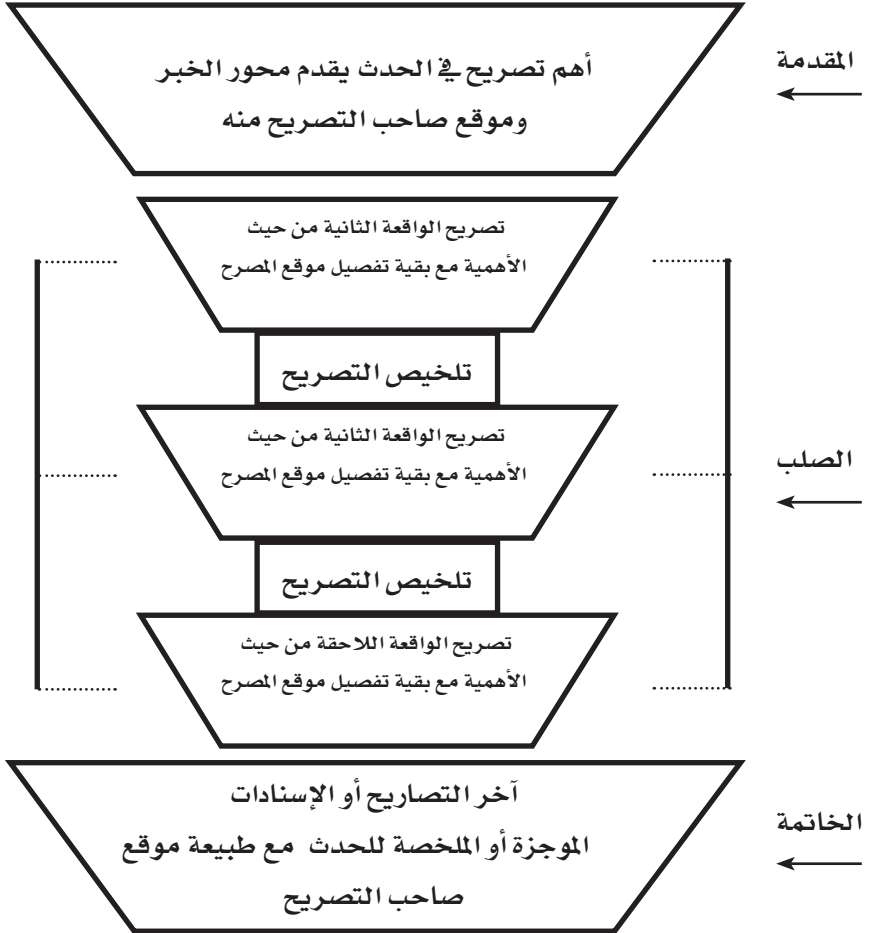 المقدمة
أهم تصريح في الحدث يقدم محور الخبر
وموقع صاحب التصريح منه
تصريح الواقعة الثانية من حيث
الأهمية مع بقية تفصيل موقع المصرح
تلخيص التصريح
تصريح الواقعة الثانية من حيث
الأهمية مع بقية تفصيل موقع المصرح
الصلب
تلخيص التصريح
تصريح الواقعة اللاحقة من حيث
الأهمية مع بقية تفصيل موقع المصرح
آخر التصاريح أو الإسنادات
الخاتمة
الموجزة أو الملخصة للحدث مع طبيعة موقع
صاحب التصريح